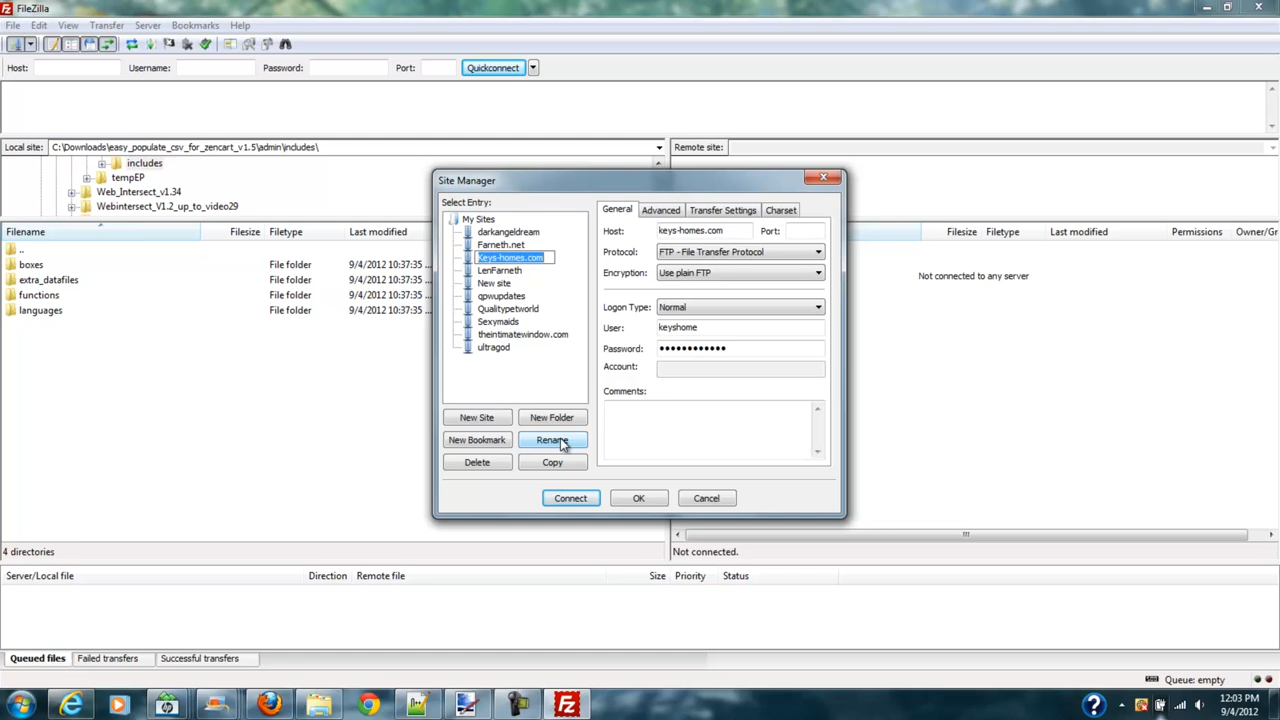 FileZilla
File Edit View Transfer Server Bookmarks Help
Host: Username: Password: Port: Quickconnect
Local site: C:\Downloads\easy_populate_csv_for_zencart_v1.5\admin\includes\
Remote site:
includes
tempEP
Web_Intersect_v1.34
Webintersect_V1.2_up_to_video29
Filename Filesize Filetype Last modified
..
boxes File folder 9/4/2012 10:37:35
extra_datafiles File folder 9/4/2012 10:37:35
functions File folder 9/4/2012 10:37:35
languages File folder 9/4/2012 10:37:35
4 directories
Site Manager
Select Entry:
My Sites
darkangeldream
Farneth.net
Keys-homes.com
LenFarneth
New site
qpwupdates
Qualitypetworld
Sexymaids
theintimatewindow.com
ultragod
New Site New Folder
New Bookmark Rename
Delete Copy
General Advanced Transfer Settings Charset
Host: keys-homes.com Port:
Protocol: FTP - File Transfer Protocol
Encryption: Use plain FTP
Logon Type: Normal
User: keyshome
Password: ••••••••••••
Account:
Comments:
Connect OK Cancel
Filesize Filetype Last modified Permissions Owner/Gr
Not connected to any server
Not connected.
Server/Local file Direction Remote file Size Priority Status
Queued files Failed transfers Successful transfers
Queue: empty
12:03 PM
9/4/2012